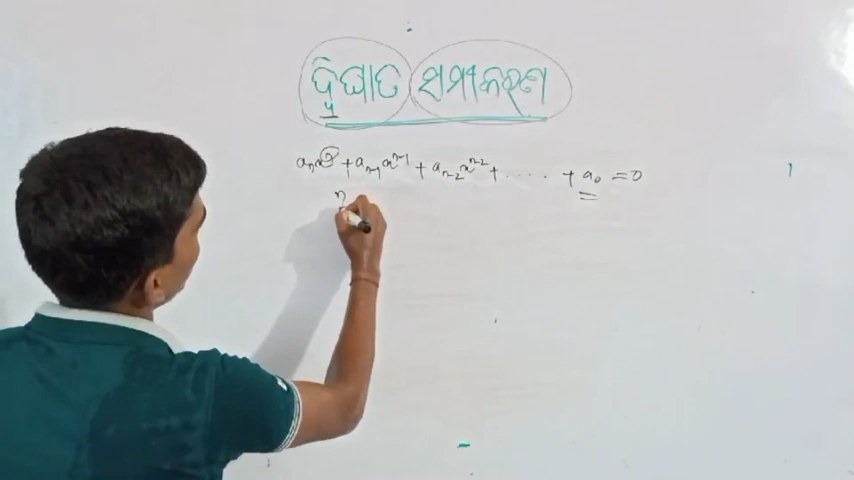 ଦ୍ୱିଘାତ ସମୀକରଣ
aₙxⁿ + aₙ₋₁xⁿ⁻¹ + aₙ₋₂xⁿ⁻² + ..... + a₀ = 0
n